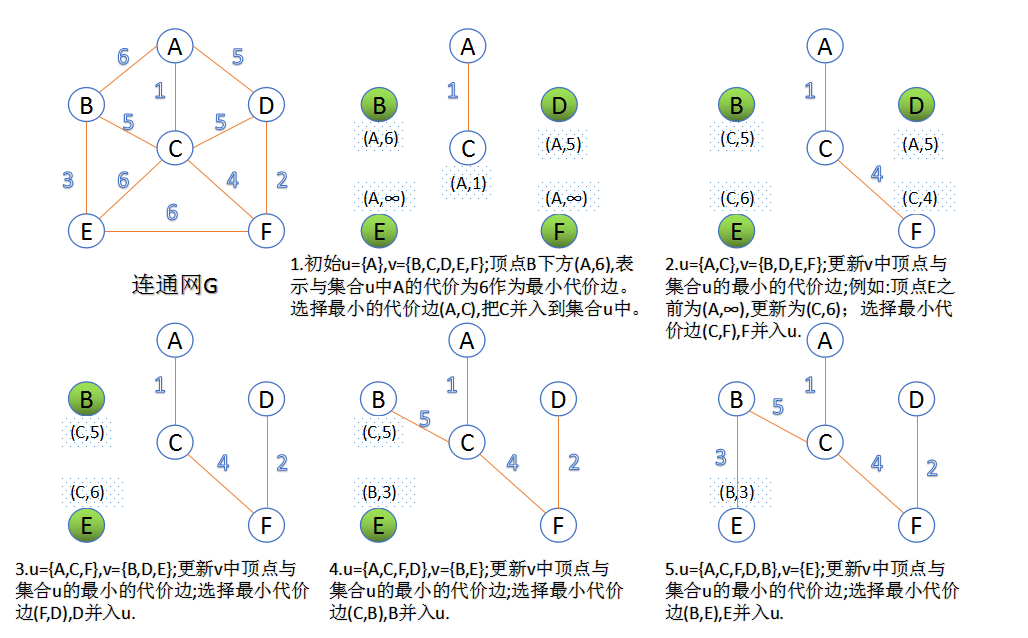 A
6
5
1
B
D
5
5
C
3
6
4
2
6
E
F
连通网G
A
1
B
D
(A,6)
(A,5)
C
(A,1)
(A,∞)
(A,∞)
E
F
1.初始u={A},v={B,C,D,E,F};顶点B下方(A,6),表
示与集合u中A的代价为6作为最小代价边。
选择最小的代价边(A,C),把C并入到集合u中。
A
1
B
D
(C,5)
(A,5)
C
4
(C,6)
(C,4)
E
F
2.u={A,C},v={B,D,E,F};更新v中顶点与
集合u的最小的代价边;例如:顶点E之
前为(A,∞),更新为(C,6)；选择最小代
价边(C,F),F并入u.
A
1
B
D
(C,5)
C
4
2
(C,6)
E
F
3.u={A,C,F},v={B,D,E};更新v中顶点与
集合u的最小的代价边;选择最小代价
边(F,D),D并入u.
A
1
B
D
5
(C,5)
C
4
2
(B,3)
E
F
4.u={A,C,F,D},v={B,E};更新v中顶点与
集合u的最小的代价边;选择最小代价边
(C,B),B并入u.
A
1
B
D
5
C
3
4
2
(B,3)
E
F
5.u={A,C,F,D,B},v={E};更新v中顶点与
集合u的最小的代价边;选择最小代价边
(B,E),E并入u.